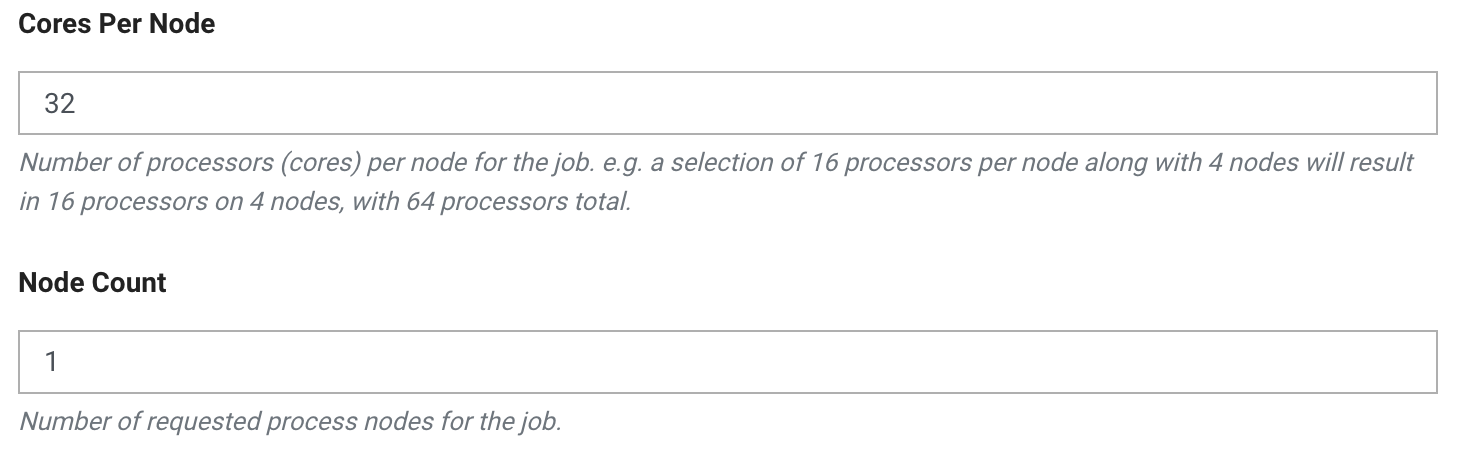 Cores Per Node
32
Number of processors (cores) per node for the job. e.g. a selection of 16 processors per node along with 4 nodes will result
in 16 processors on 4 nodes, with 64 processors total.
Node Count
1
Number of requested process nodes for the job.